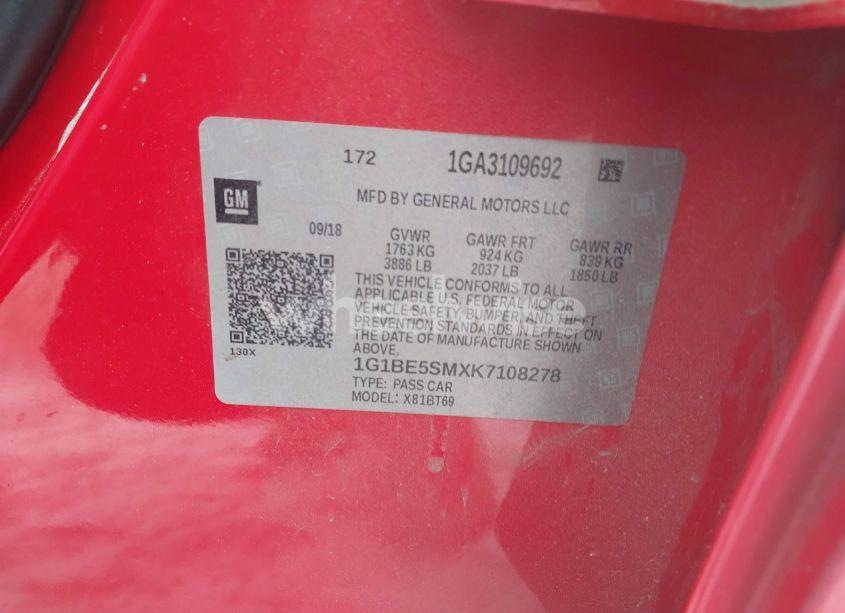 172 1GA3109692
MFD BY GENERAL MOTORS LLC
GM
09/18 GVWR GAWR FRT GAWR RR
1763 KG 924 KG 839 KG
3886 LB 2037 LB 1850 LB
THIS VEHICLE CONFORMS TO ALL
APPLICABLE U.S. FEDERAL MOTOR
VEHICLE SAFETY, BUMPER, AND THEFT
PREVENTION STANDARDS IN EFFECT ON
THE DATE OF MANUFACTURE SHOWN
ABOVE.
130X
1G1BE5SMXK7108278
TYPE: PASS CAR
MODEL: X81BT69